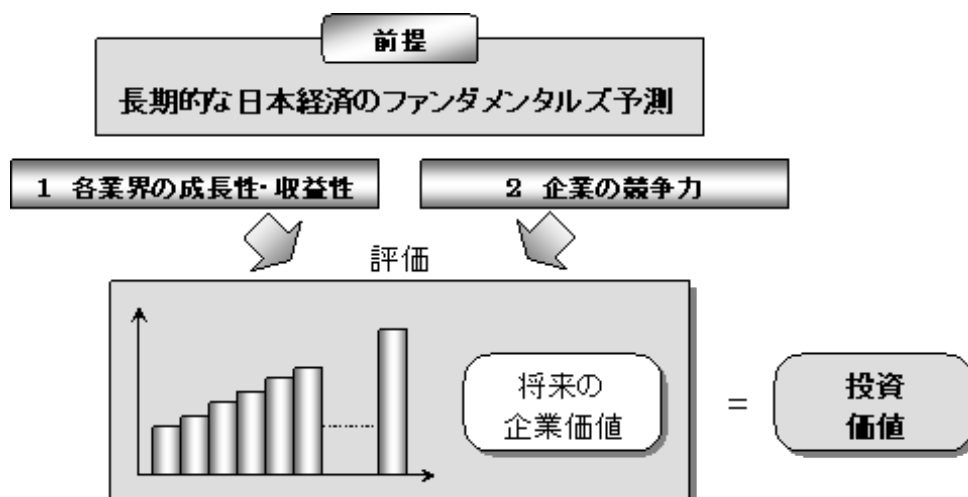 前提
長期的な日本経済のファンダメンタルズ予測
1 各業界の成長性・収益性
2 企業の競争力
評価
将来の
企業価値
=
投資
価値